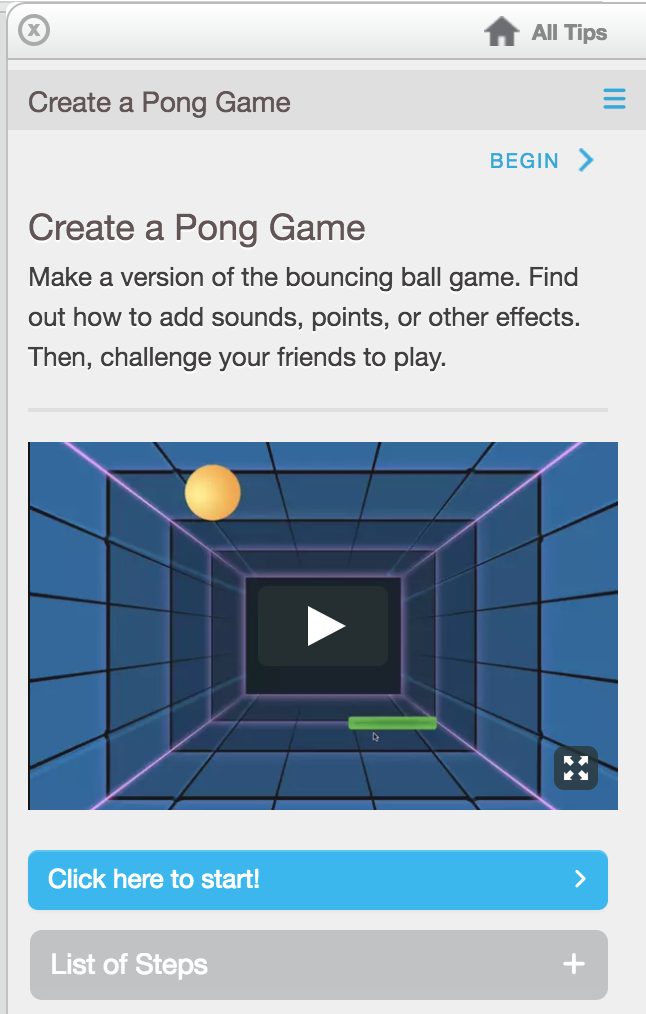 x
All Tips
Create a Pong Game
BEGIN
Create a Pong Game
Make a version of the bouncing ball game. Find
out how to add sounds, points, or other effects.
Then, challenge your friends to play.
Click here to start!
List of Steps +